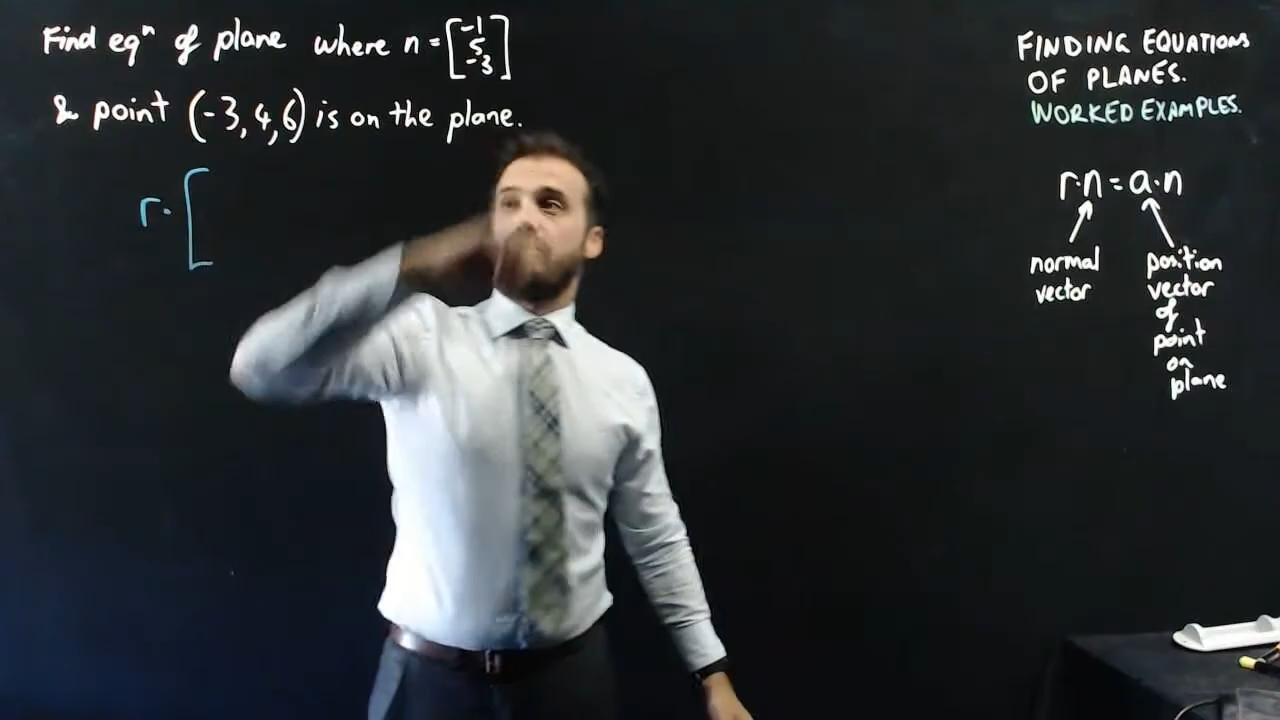 Find eqⁿ of plane where n = [-1 5 -3]
& point (-3, 4, 6) is on the plane.
r· [
FINDING EQUATIONS
OF PLANES.
WORKED EXAMPLES.
r·n = a·n
normal
vector
position
vector
of
point
on
plane